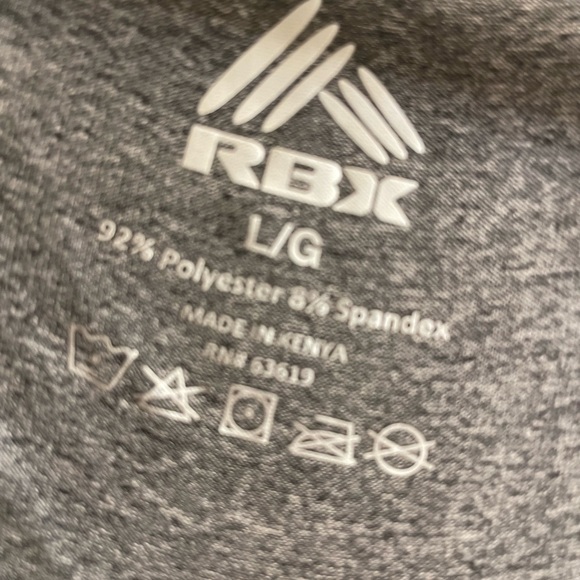 RBX
L/G
92% Polyester 8% Spandex
MADE IN KENYA
RN# 63619